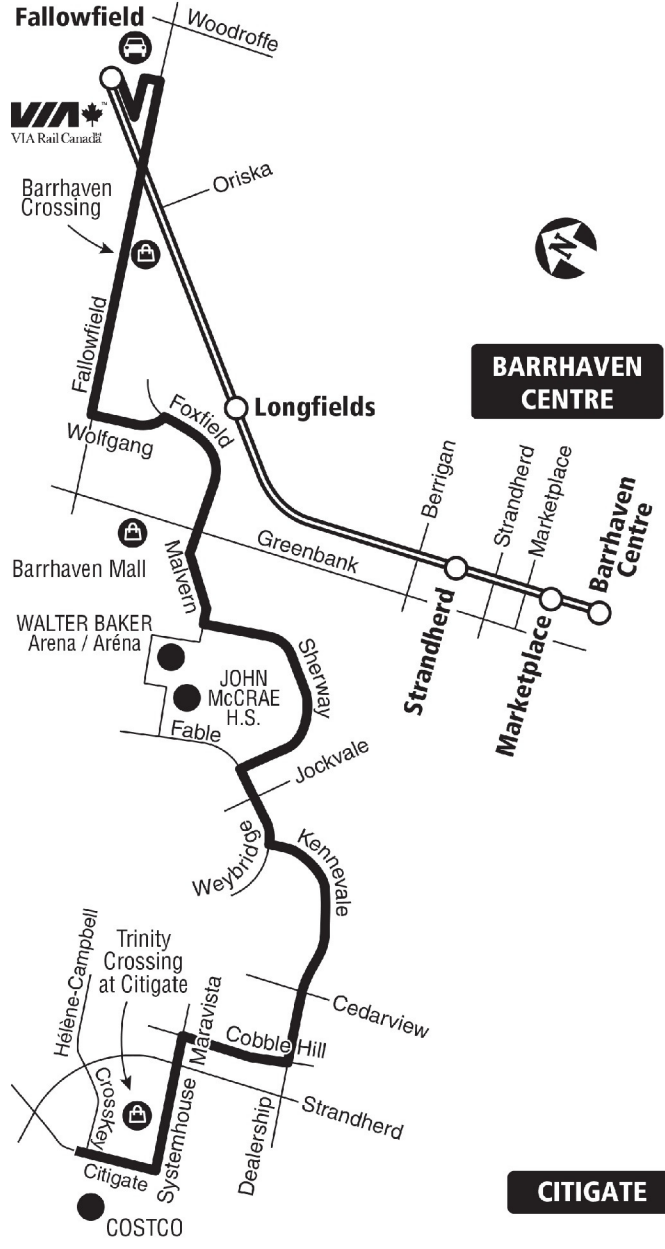 Fallowfield
Woodroffe
VIA
VIA Rail Canada
Oriska
Barrhaven
Crossing
N
Fallowfield
BARRHAVEN
CENTRE
Foxfield
Longfields
Wolfgang
Berrigan
Strandherd
Marketplace
Barrhaven
Centre
Greenbank
Barrhaven Mall
Malvern
Strandherd
Marketplace
WALTER BAKER
Arena / Aréna
JOHN
McCRAE
H.S.
Sherway
Fable
Jockvale
Weybridge
Kennevale
Trinity
Crossing
at Citigate
Hélène-Campbell
Maravista
Cedarview
Cobble Hill
CrossKey
Systemhouse
Dealership
Strandherd
Citigate
CITIGATE
COSTCO